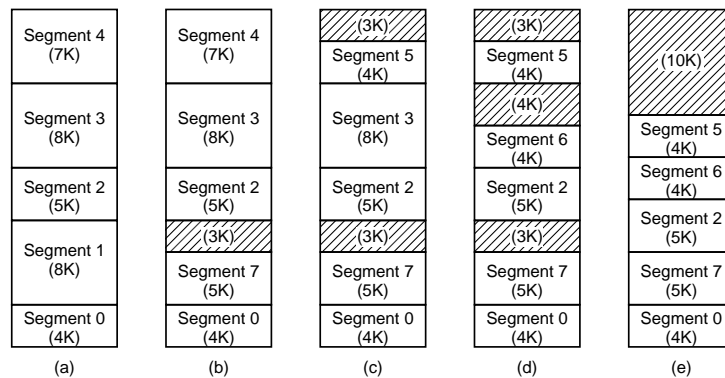 Segment 4
(7K)
Segment 3
(8K)
Segment 2
(5K)
Segment 1
(8K)
Segment 0
(4K)
(a)
Segment 4
(7K)
Segment 3
(8K)
Segment 2
(5K)
(3K)
Segment 7
(5K)
Segment 0
(4K)
(b)
(3K)
Segment 5
(4K)
Segment 3
(8K)
Segment 2
(5K)
(3K)
Segment 7
(5K)
Segment 0
(4K)
(c)
(3K)
Segment 5
(4K)
(4K)
Segment 6
(4K)
Segment 2
(5K)
(3K)
Segment 7
(5K)
Segment 0
(4K)
(d)
(10K)
Segment 5
(4K)
Segment 6
(4K)
Segment 2
(5K)
Segment 7
(5K)
Segment 0
(4K)
(e)